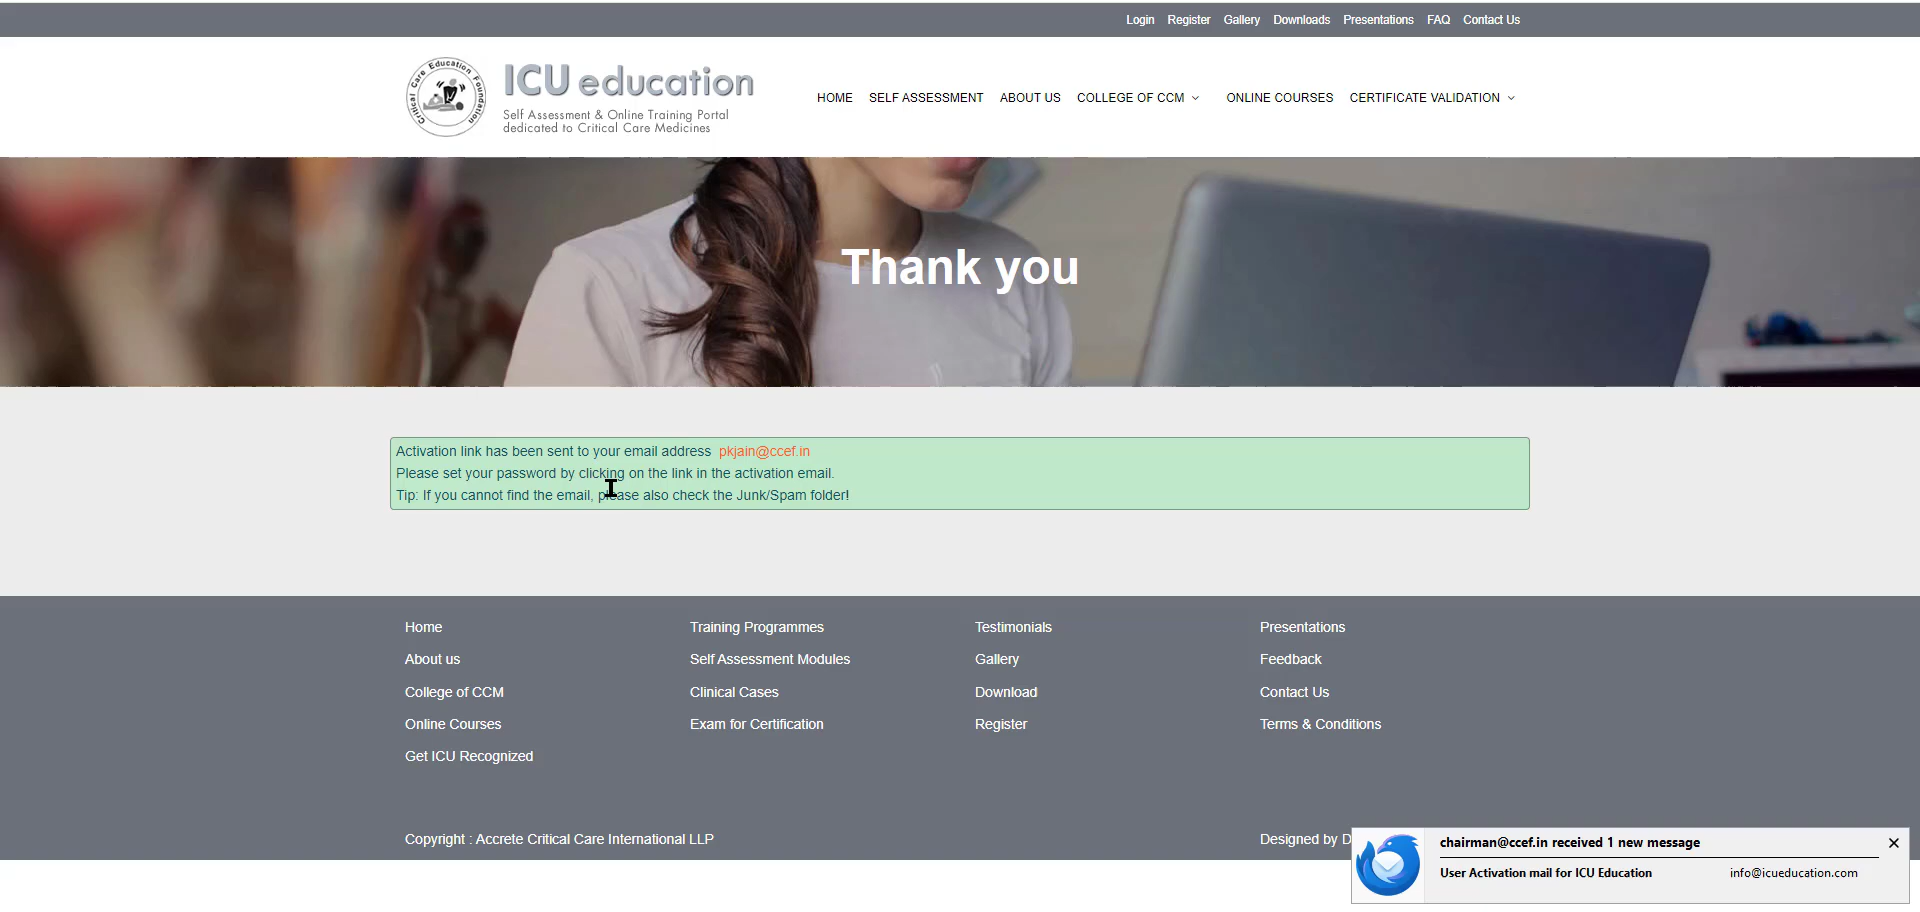 Login Register Gallery Downloads Presentations FAQ Contact Us
Critical Care Education Foundation
ICU education
Self Assessment & Online Training Portal
dedicated to Critical Care Medicines
HOME SELF ASSESSMENT ABOUT US COLLEGE OF CCM ONLINE COURSES CERTIFICATE VALIDATION
Thank you
Activation link has been sent to your email address pkjain@ccef.in
Please set your password by clicking on the link in the activation email.
Tip: If you cannot find the email, please also check the Junk/Spam folder!
Home Training Programmes Testimonials Presentations
About us Self Assessment Modules Gallery Feedback
College of CCM Clinical Cases Download Contact Us
Online Courses Exam for Certification Register Terms & Conditions
Get ICU Recognized
Copyright : Accrete Critical Care International LLP Designed by D
chairman@ccef.in received 1 new message
User Activation mail for ICU Education info@icueducation.com